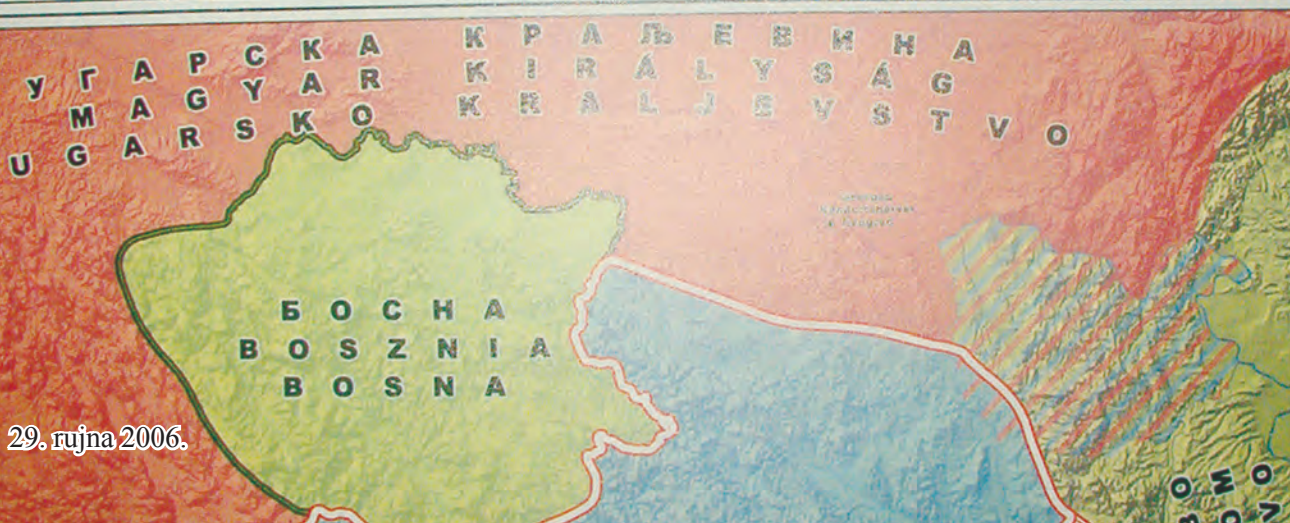 УГАРСКА КРАЉЕВИНА
MAGYAR KIRÁLYSÁG
UGARSKO KRALJEVSTVO
БОСНА
BOSZNIA
BOSNA
29. rujna 2006.